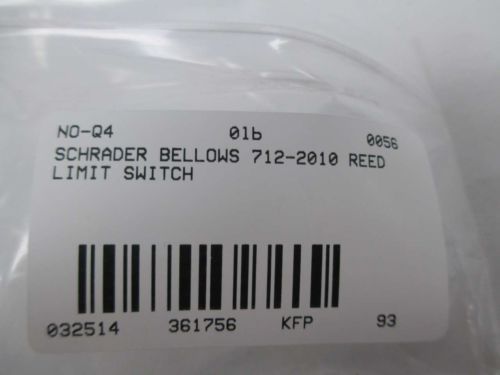 NO-Q4 01b 0056
SCHRADER BELLOWS 712-2010 REED
LIMIT SWITCH
032514 361756 KFP 93